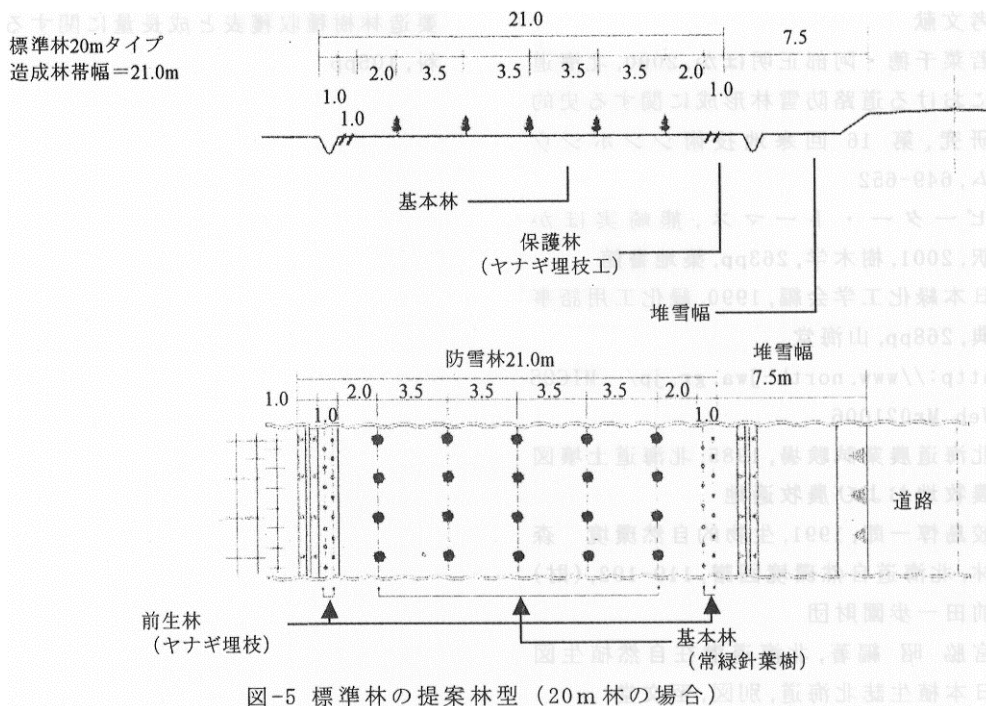 標準林20mタイプ
造成林帯幅＝21.0m
21.0
7.5
2.0 3.5 3.5 3.5 3.5 2.0
1.0 1.0
1.0
基本林
保護林
(ヤナギ埋枝工)
堆雪幅
防雪林21.0m
堆雪幅
7.5m
1.0 2.0 3.5 3.5 3.5 3.5 2.0
1.0 1.0
道路
前生林
(ヤナギ埋枝)
基本林
(常緑針葉樹)
図-5 標準林の提案林型（20m林の場合）